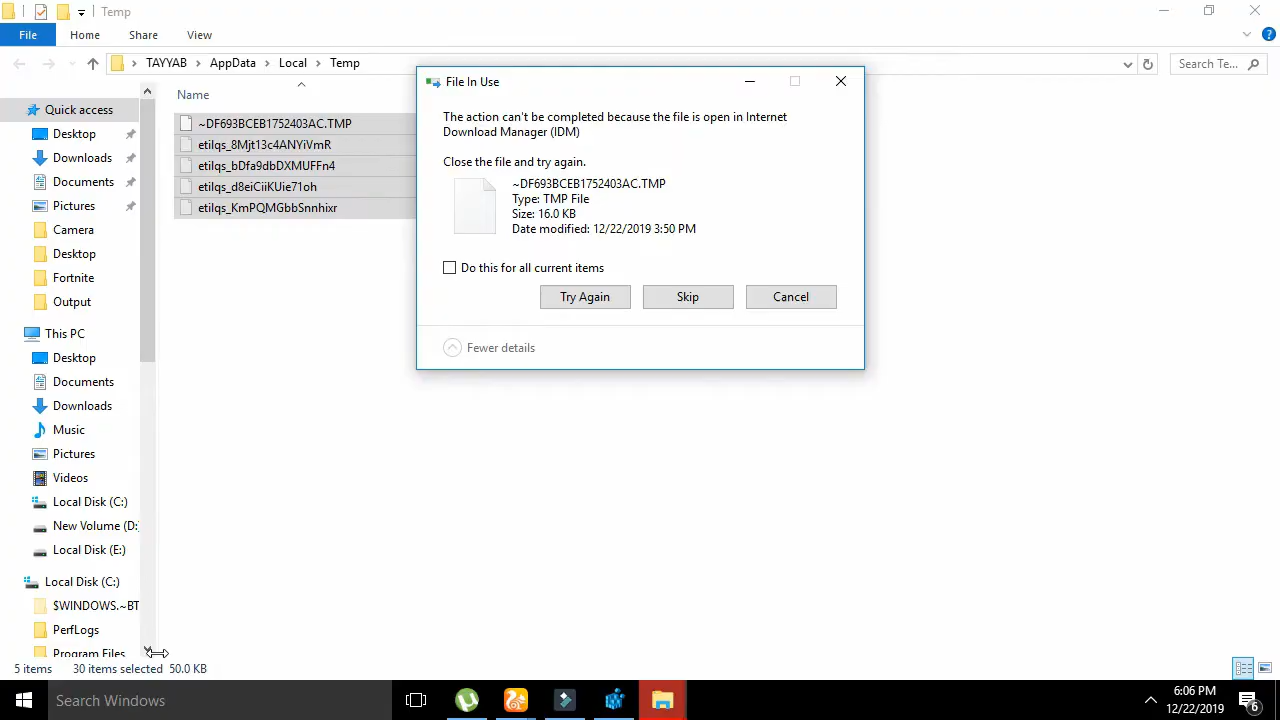 Temp
File
Home
Share
View
TAYYAB
AppData
Local
Temp
Search Te...
Quick access
Desktop
Downloads
Documents
Pictures
Camera
Desktop
Fortnite
Output
This PC
Desktop
Documents
Downloads
Music
Pictures
Videos
Local Disk (C:)
New Volume (D:
Local Disk (E:)
Local Disk (C:)
$WINDOWS.~BT
PerfLogs
Program Files
Name
~DF693BCEB1752403AC.TMP
etilqs_8Mjt13c4ANYiVmR
etilqs_bDfa9dbDXMUFFn4
etilqs_d8eiCiiKUie71oh
etilqs_KmPQMGbbSnnhixr
File In Use
The action can't be completed because the file is open in Internet
Download Manager (IDM)
Close the file and try again.
~DF693BCEB1752403AC.TMP
Type: TMP File
Size: 16.0 KB
Date modified: 12/22/2019 3:50 PM
Do this for all current items
Try Again
Skip
Cancel
Fewer details
5 items
30 items selected
50.0 KB
Search Windows
6:06 PM
12/22/2019
6